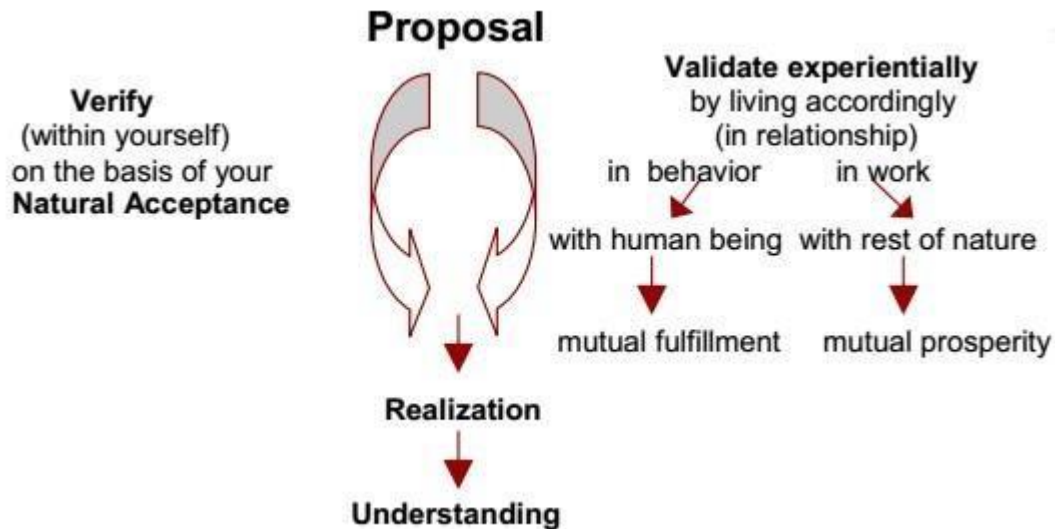 Proposal
Verify
(within yourself)
on the basis of your
Natural Acceptance
Validate experientially
by living accordingly
(in relationship)
in behavior
in work
with human being
with rest of nature
mutual fulfillment
mutual prosperity
Realization
Understanding